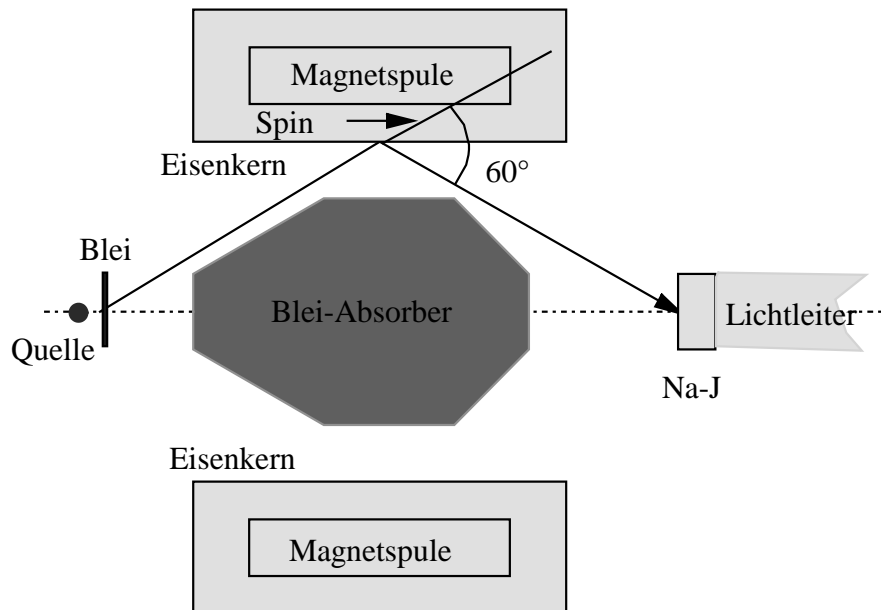 Magnetspule
Spin
Eisenkern
60°
Blei
Blei-Absorber
Lichtleiter
Quelle
Na-J
Eisenkern
Magnetspule